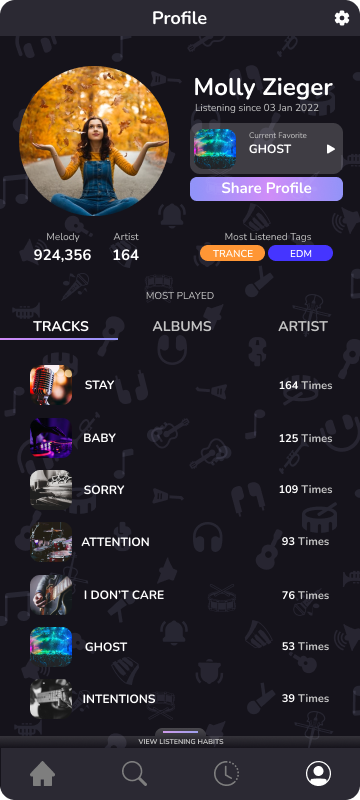 Profile
Molly Zieger
Listening since 03 Jan 2022
Current Favorite
GHOST
Share Profile
Melody
Artist
Most Listened Tags
924,356
164
TRANCE
EDM
MOST PLAYED
TRACKS
ALBUMS
ARTIST
STAY
164 Times
BABY
125 Times
SORRY
109 Times
ATTENTION
93 Times
I DON'T CARE
76 Times
GHOST
53 Times
INTENTIONS
39 Times
VIEW LISTENING HABITS